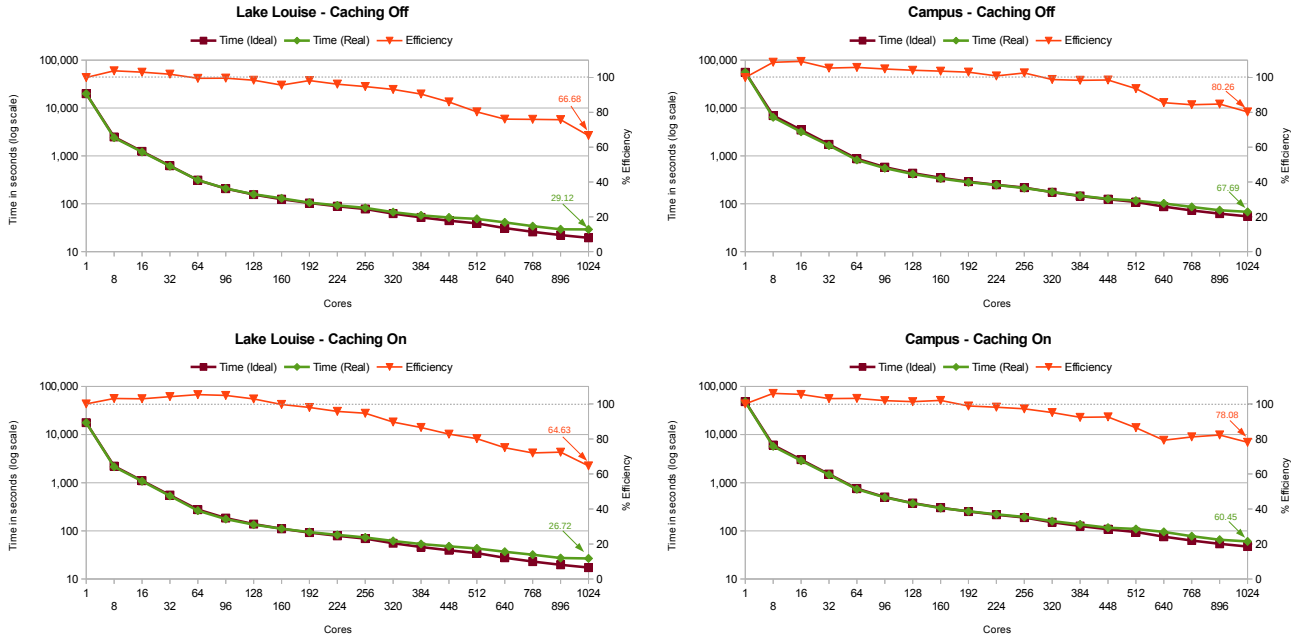 Lake Louise - Caching Off
Time (Ideal) Time (Real) Efficiency
100,000
10,000
1,000
100
10
Time in seconds (log scale)
100
80
60
40
20
0
% Efficiency
66.68
29.12
1 16 64 128 192 256 384 512 768 1024
8 32 96 160 224 320 448 640 896
Cores
Campus - Caching Off
Time (Ideal) Time (Real) Efficiency
100,000
10,000
1,000
100
10
Time in seconds (log scale)
100
80
60
40
20
0
% Efficiency
80.26
67.69
1 16 64 128 192 256 384 512 768 1024
8 32 96 160 224 320 448 640 896
Cores
Lake Louise - Caching On
Time (Ideal) Time (Real) Efficiency
100,000
10,000
1,000
100
10
Time in seconds (log scale)
100
80
60
40
20
0
% Efficiency
64.63
26.72
1 16 64 128 192 256 384 512 768 1024
8 32 96 160 224 320 448 640 896
Cores
Campus - Caching On
Time (Ideal) Time (Real) Efficiency
100,000
10,000
1,000
100
10
Time in seconds (log scale)
100
80
60
40
20
0
% Efficiency
78.08
60.45
1 16 64 128 192 256 384 512 768 1024
8 32 96 160 224 320 448 640 896
Cores